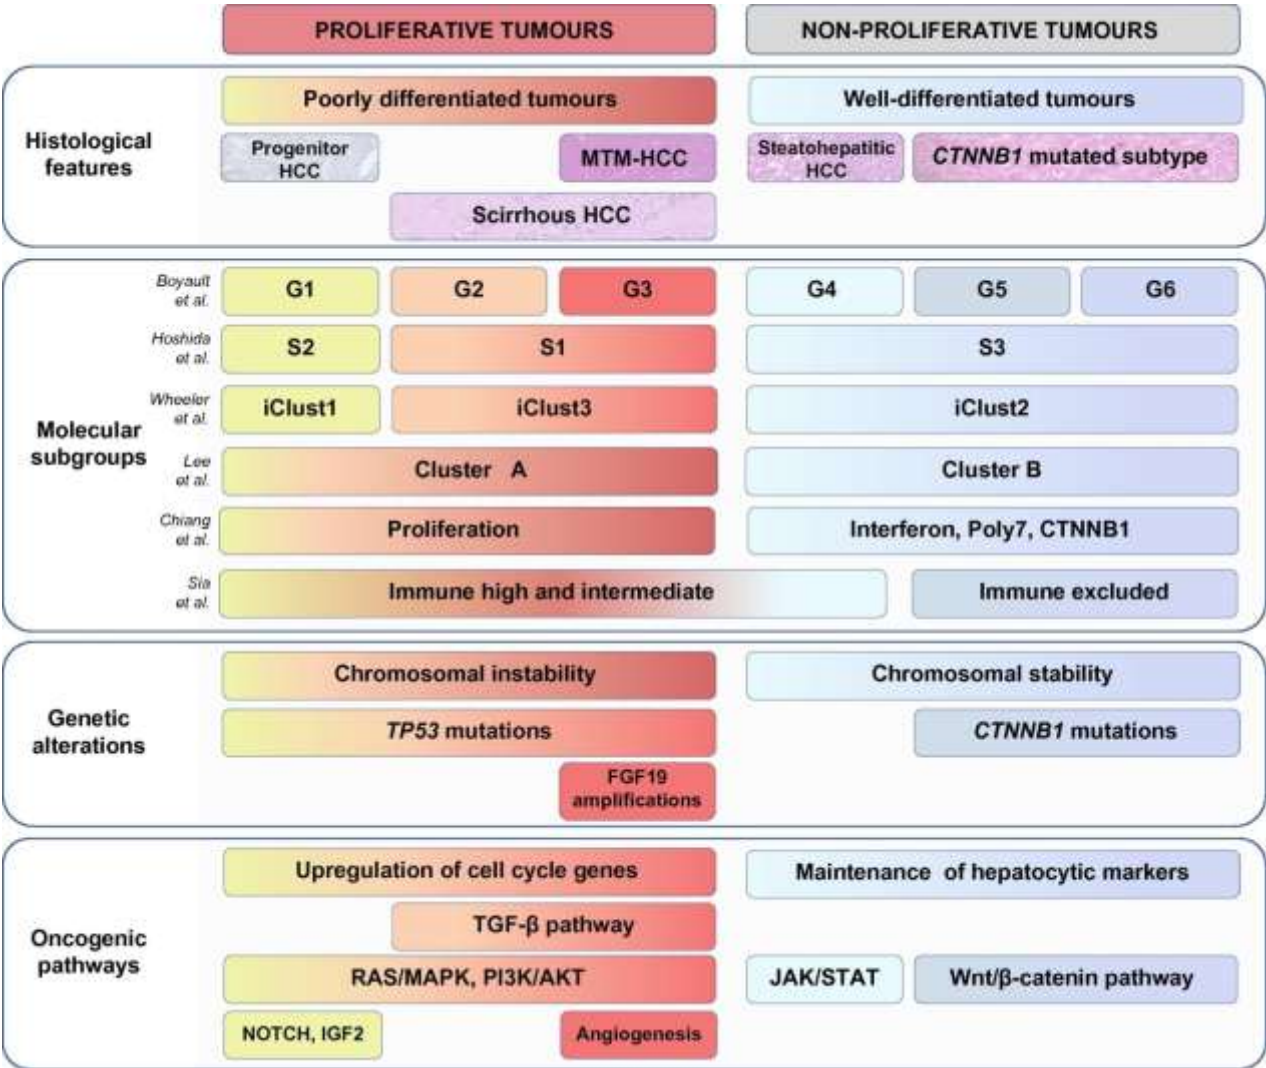 PROLIFERATIVE TUMOURS
NON-PROLIFERATIVE TUMOURS
Histological
features
Poorly differentiated tumours
Well-differentiated tumours
Progenitor
HCC
MTM-HCC
Steatohepatitic
HCC
CTNNB1 mutated subtype
Scirrhous HCC
Molecular
subgroups
Boyault
et al.
G1
G2
G3
G4
G5
G6
Hoshida
et al.
S2
S1
S3
Wheeler
et al.
iClust1
iClust3
iClust2
Lee
et al.
Cluster A
Cluster B
Chiang
et al.
Proliferation
Interferon, Poly7, CTNNB1
Sia
et al.
Immune high and intermediate
Immune excluded
Genetic
alterations
Chromosomal instability
Chromosomal stability
TP53 mutations
CTNNB1 mutations
FGF19
amplifications
Oncogenic
pathways
Upregulation of cell cycle genes
Maintenance of hepatocytic markers
TGF-β pathway
RAS/MAPK, PI3K/AKT
JAK/STAT
Wnt/β-catenin pathway
NOTCH, IGF2
Angiogenesis